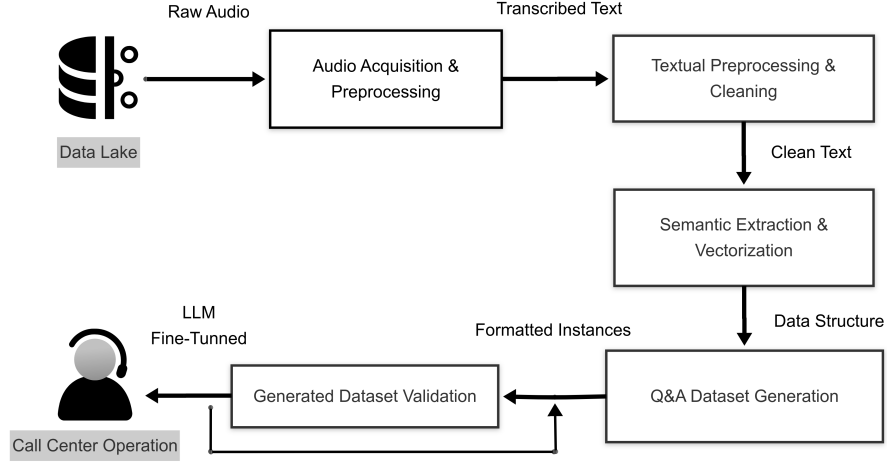 Raw Audio
Transcribed Text
Audio Acquisition &
Preprocessing
Textual Preprocessing &
Cleaning
Data Lake
Clean Text
Semantic Extraction &
Vectorization
Data Structure
LLM
Fine-Tunned
Formatted Instances
Generated Dataset Validation
Q&A Dataset Generation
Call Center Operation